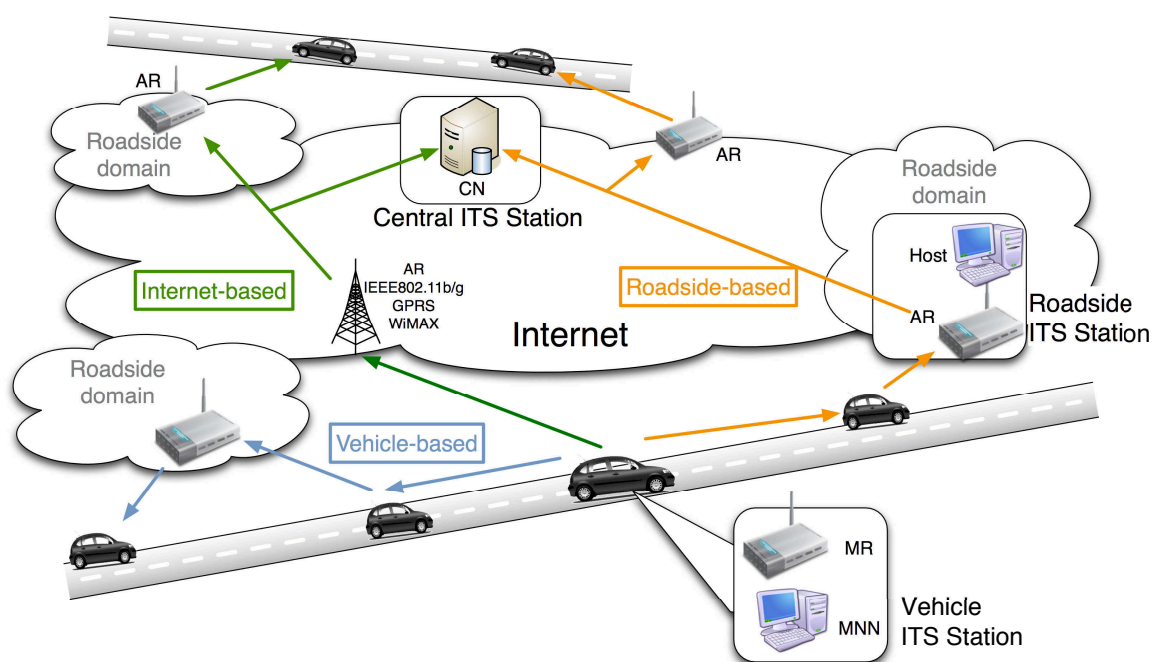 AR
Roadside
domain
CN
Central ITS Station
AR
Roadside
domain
Host
AR
Roadside
ITS Station
Internet-based
AR
IEEE802.11b/g
GPRS
WiMAX
Roadside-based
Internet
Roadside
domain
Vehicle-based
MR
MNN
Vehicle
ITS Station